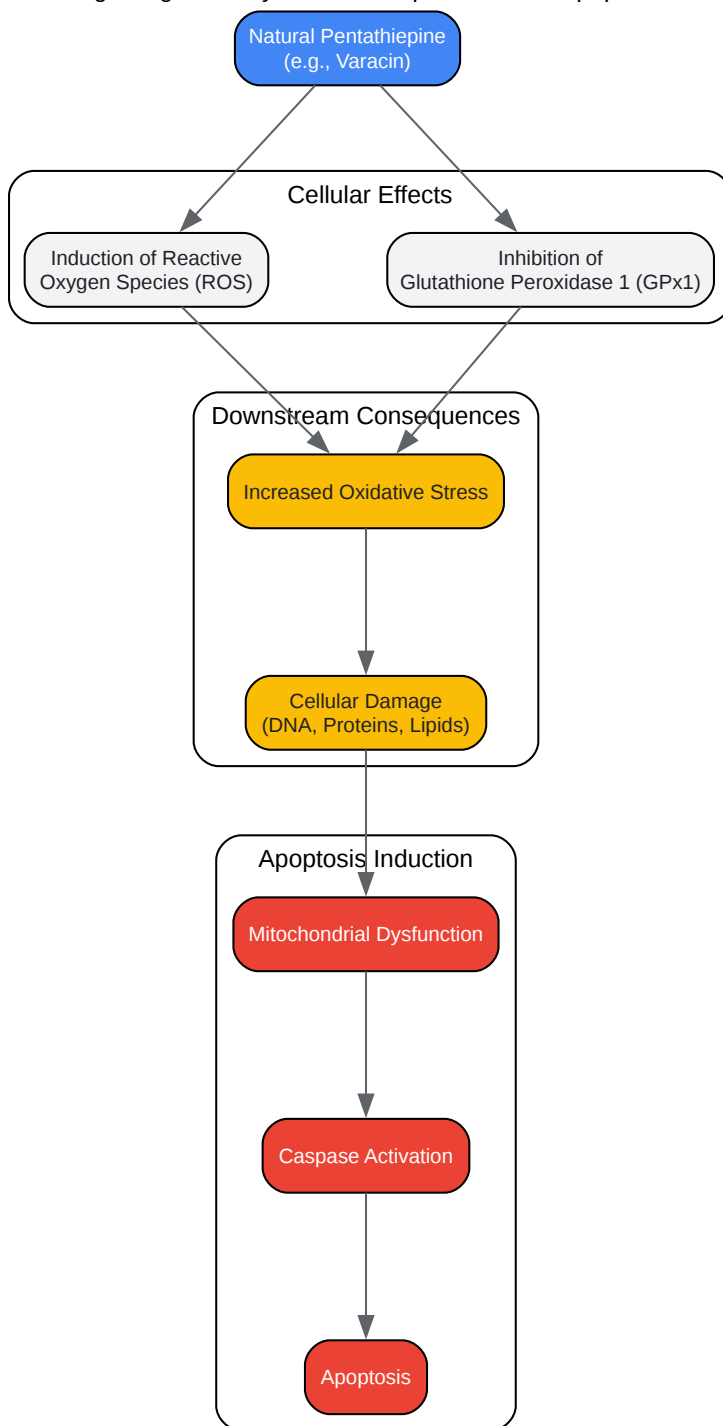 Natural Pentathiepine
(e.g., Varacin)
Cellular Effects
Induction of Reactive
Oxygen Species (ROS)
Inhibition of
Glutathione Peroxidase 1 (GPx1)
Downstream Consequences
Increased Oxidative Stress
Cellular Damage
(DNA, Proteins, Lipids)
Apoptosis Induction
Mitochondrial Dysfunction
Caspase Activation
Apoptosis